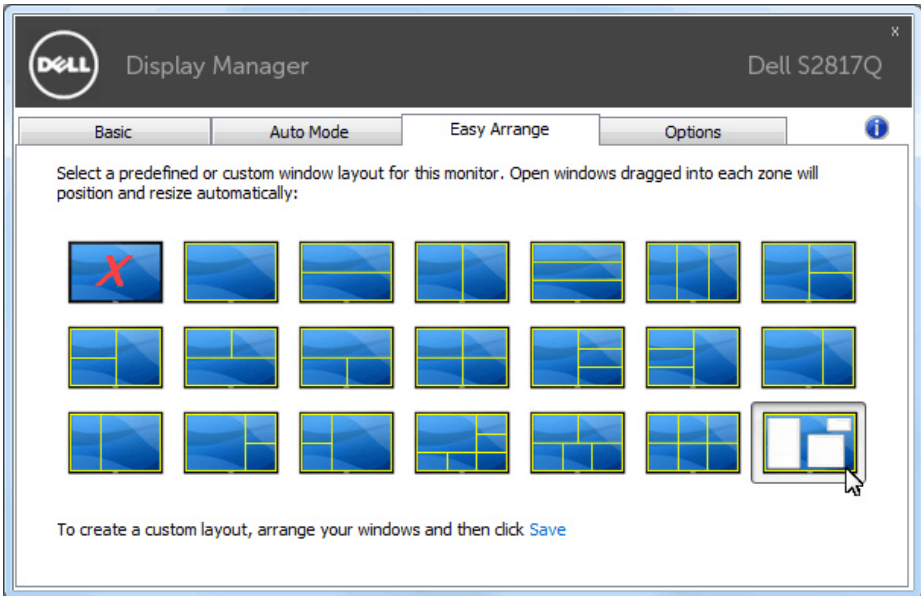 DELL
Display Manager
Dell S2817Q
x
Basic
Auto Mode
Easy Arrange
Options
i
Select a predefined or custom window layout for this monitor. Open windows dragged into each zone will
position and resize automatically:
X
To create a custom layout, arrange your windows and then click Save